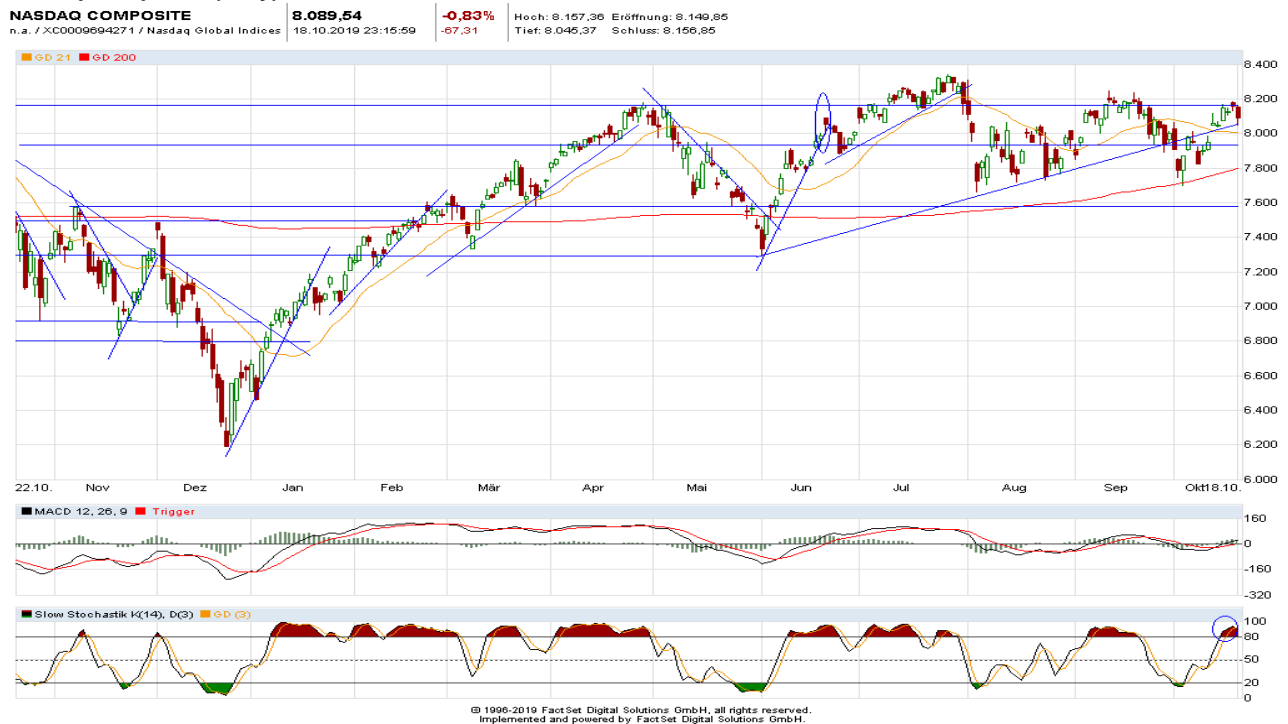 NASDAQ COMPOSITE 8.089,54 -0,83% Hoch: 8.157,36 Eröffnung: 8.149,85
n.a. / XC0009694271 / Nasdaq Global Indices 18.10.2019 23:15:59 -67,31 Tief: 8.045,37 Schluss: 8.156,85
GD 21 GD 200
8.400
8.200
8.000
7.800
7.600
7.400
7.200
7.000
6.800
6.600
6.400
6.200
6.000
22.10. Nov Dez Jan Feb Mär Apr Mai Jun Jul Aug Sep Okt18.10.
MACD 12, 26, 9 Trigger
160
0
-160
-320
Slow Stochastik K(14), D(3) GD (3)
100
80
50
20
0
© 1996-2019 FactSet Digital Solutions GmbH, all rights reserved.
Implemented and powered by FactSet Digital Solutions GmbH.